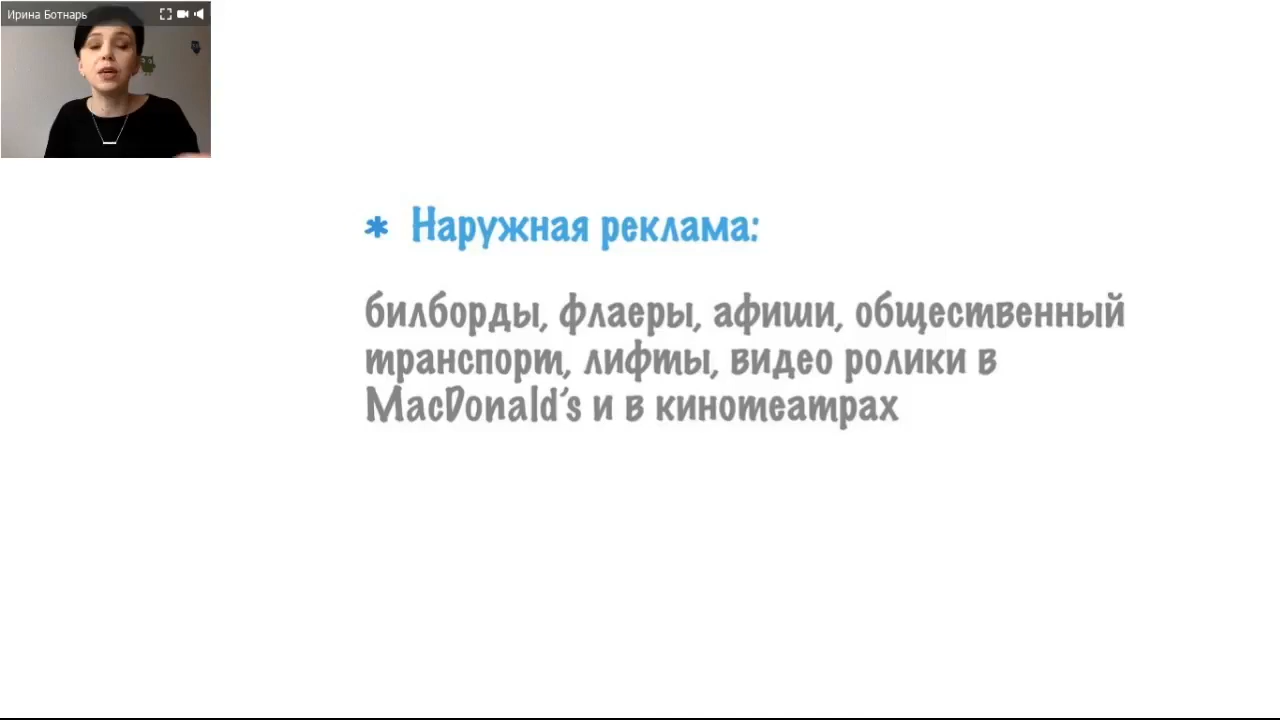 Ирина Ботнарь
* Наружная реклама:
билборды, флаеры, афиши, общественный
транспорт, лифты, видео ролики в
MacDonald's и в кинотеатрах